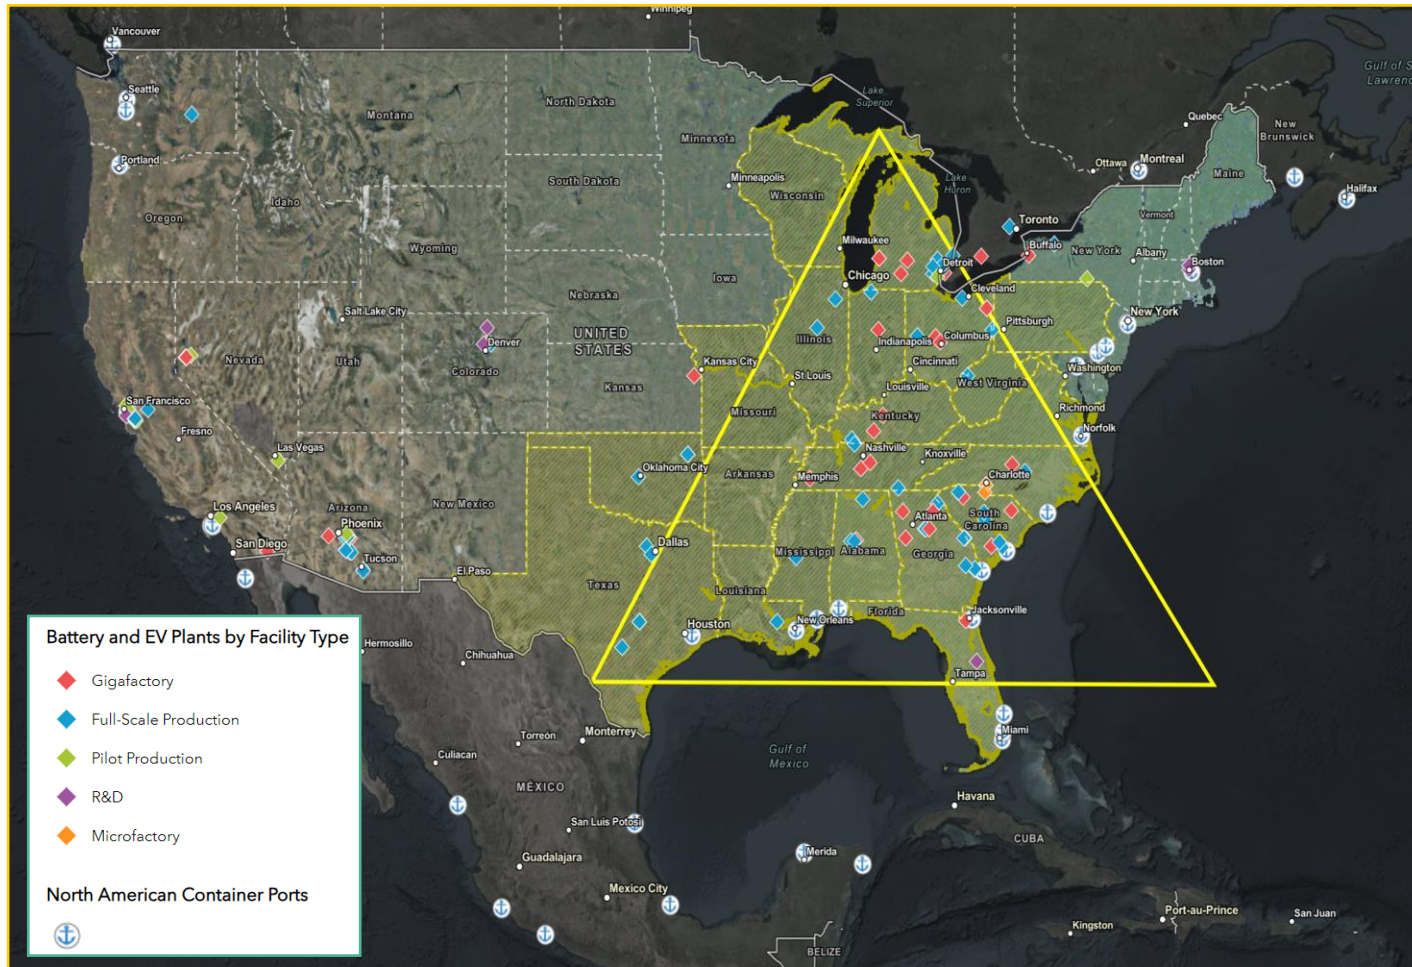 Winnipeg
Vancouver
Gulf of S
Lawrenc
Seattle
Lake
Superior
North Dakota
Montana
Quebec
New
Brunswick
Minnesota
Portland
Ottawa
Montreal
Maine
Lake
Huron
Minneapolis
South Dakota
Halifax
Wisconsin
Idaho
Oregon
Vermont
Toronto
Wyoming
Milwaukee
Buffalo
New York
Albany
Boston
Detroit
Chicago
Iowa
Cleveland
Nebraska
Salt Lake City
New York
UNITED
STATES
Pittsburgh
Illinois
Columbus
Denver
Indianapolis
Nevada
Utah
Colorado
Kansas City
Cincinnati
Washington
St Louis
West Virginia
Kansas
Louisville
San Francisco
Missouri
Kentucky
Richmond
Norfolk
Fresno
Las Vegas
Nashville
Knoxville
Oklahoma City
Arkansas
Memphis
Charlotte
New Mexico
Los Angeles
Arizona
Phoenix
Atlanta
South
Carolina
San Diego
Dallas
Mississippi
Alabama
Georgia
Tucson
El Paso
Texas
Louisiana
Florida
Jacksonville
Houston
New Orleans
Battery and EV Plants by Facility Type
Hermosillo
Chihuahua
Tampa
Gigafactory
Full-Scale Production
Miami
Torreón
Monterrey
Culiacan
Gulf of
Mexico
Pilot Production
MÉXICO
Havana
R&D
San Luis Potosi
Microfactory
CUBA
Merida
Guadalajara
Mexico City
North American Container Ports
Port-au-Prince
San Juan
Kingston
BELIZE